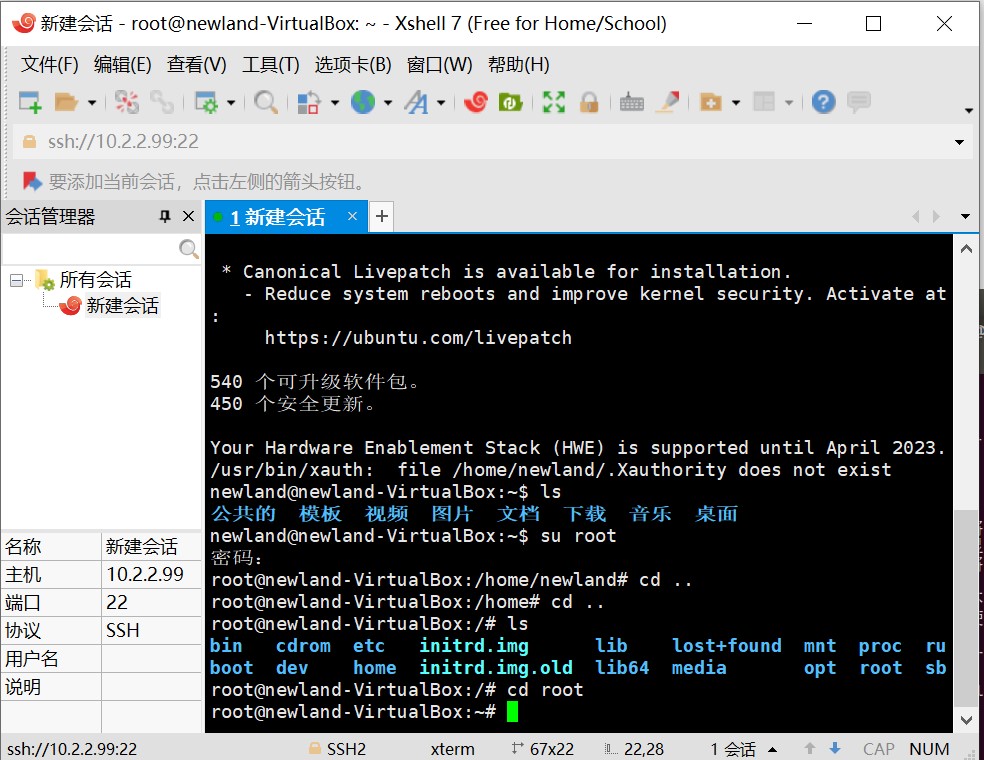 新建会话 - root@newland-VirtualBox: ~ - Xshell 7 (Free for Home/School)
文件(F) 编辑(E) 查看(V) 工具(T) 选项卡(B) 窗口(W) 帮助(H)
ssh://10.2.2.99:22
要添加当前会话，点击左侧的箭头按钮。
会话管理器
所有会话
新建会话
名称 新建会话
主机 10.2.2.99
端口 22
协议 SSH
用户名
说明
1 新建会话
* Canonical Livepatch is available for installation.
- Reduce system reboots and improve kernel security. Activate at
:
https://ubuntu.com/livepatch
540 个可升级软件包。
450 个安全更新。
Your Hardware Enablement Stack (HWE) is supported until April 2023.
/usr/bin/xauth:  file /home/newland/.Xauthority does not exist
newland@newland-VirtualBox:~$ ls
公共的 模板 视频 图片 文档 下载 音乐 桌面
newland@newland-VirtualBox:~$ su root
密码：
root@newland-VirtualBox:/home/newland# cd ..
root@newland-VirtualBox:/home# cd ..
root@newland-VirtualBox:/# ls
bin cdrom etc initrd.img lib lost+found mnt proc ru
boot dev home initrd.img.old lib64 media opt root sb
root@newland-VirtualBox:/# cd root
root@newland-VirtualBox:~#
ssh://10.2.2.99:22 SSH2 xterm 67x22 22,28 1 会话 CAP NUM